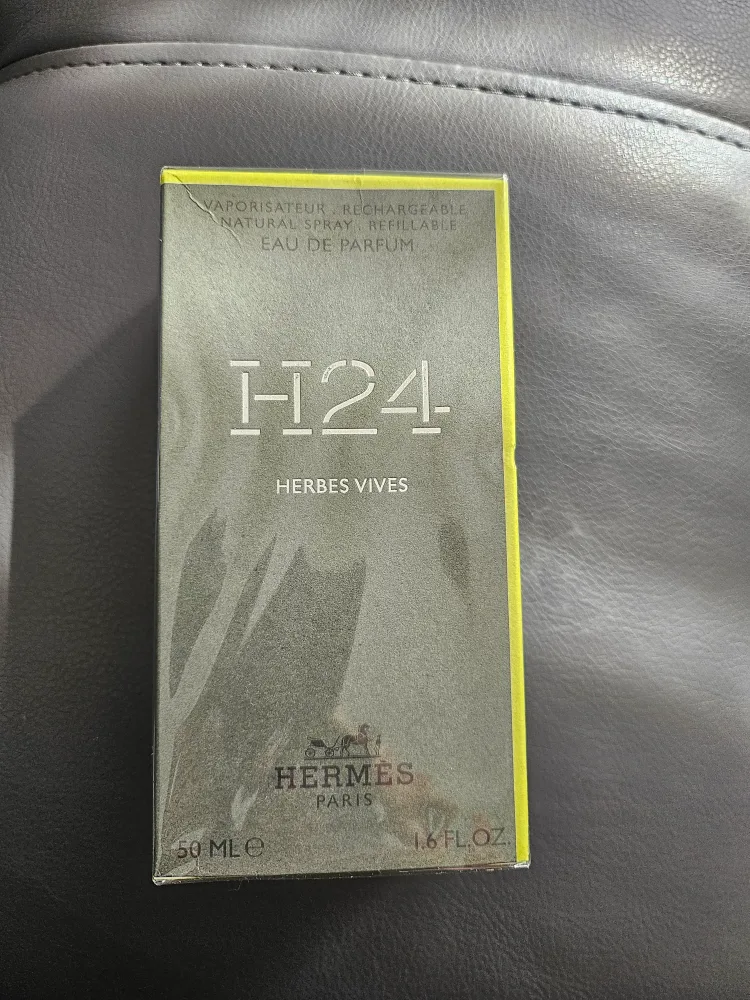 VAPORISATEUR . RECHARGEABLE
NATURAL SPRAY . REFILLABLE
EAU DE PARFUM
H24
HERBES VIVES
HERMÈS
PARIS
50 ML ℮
1.6 FL.OZ.